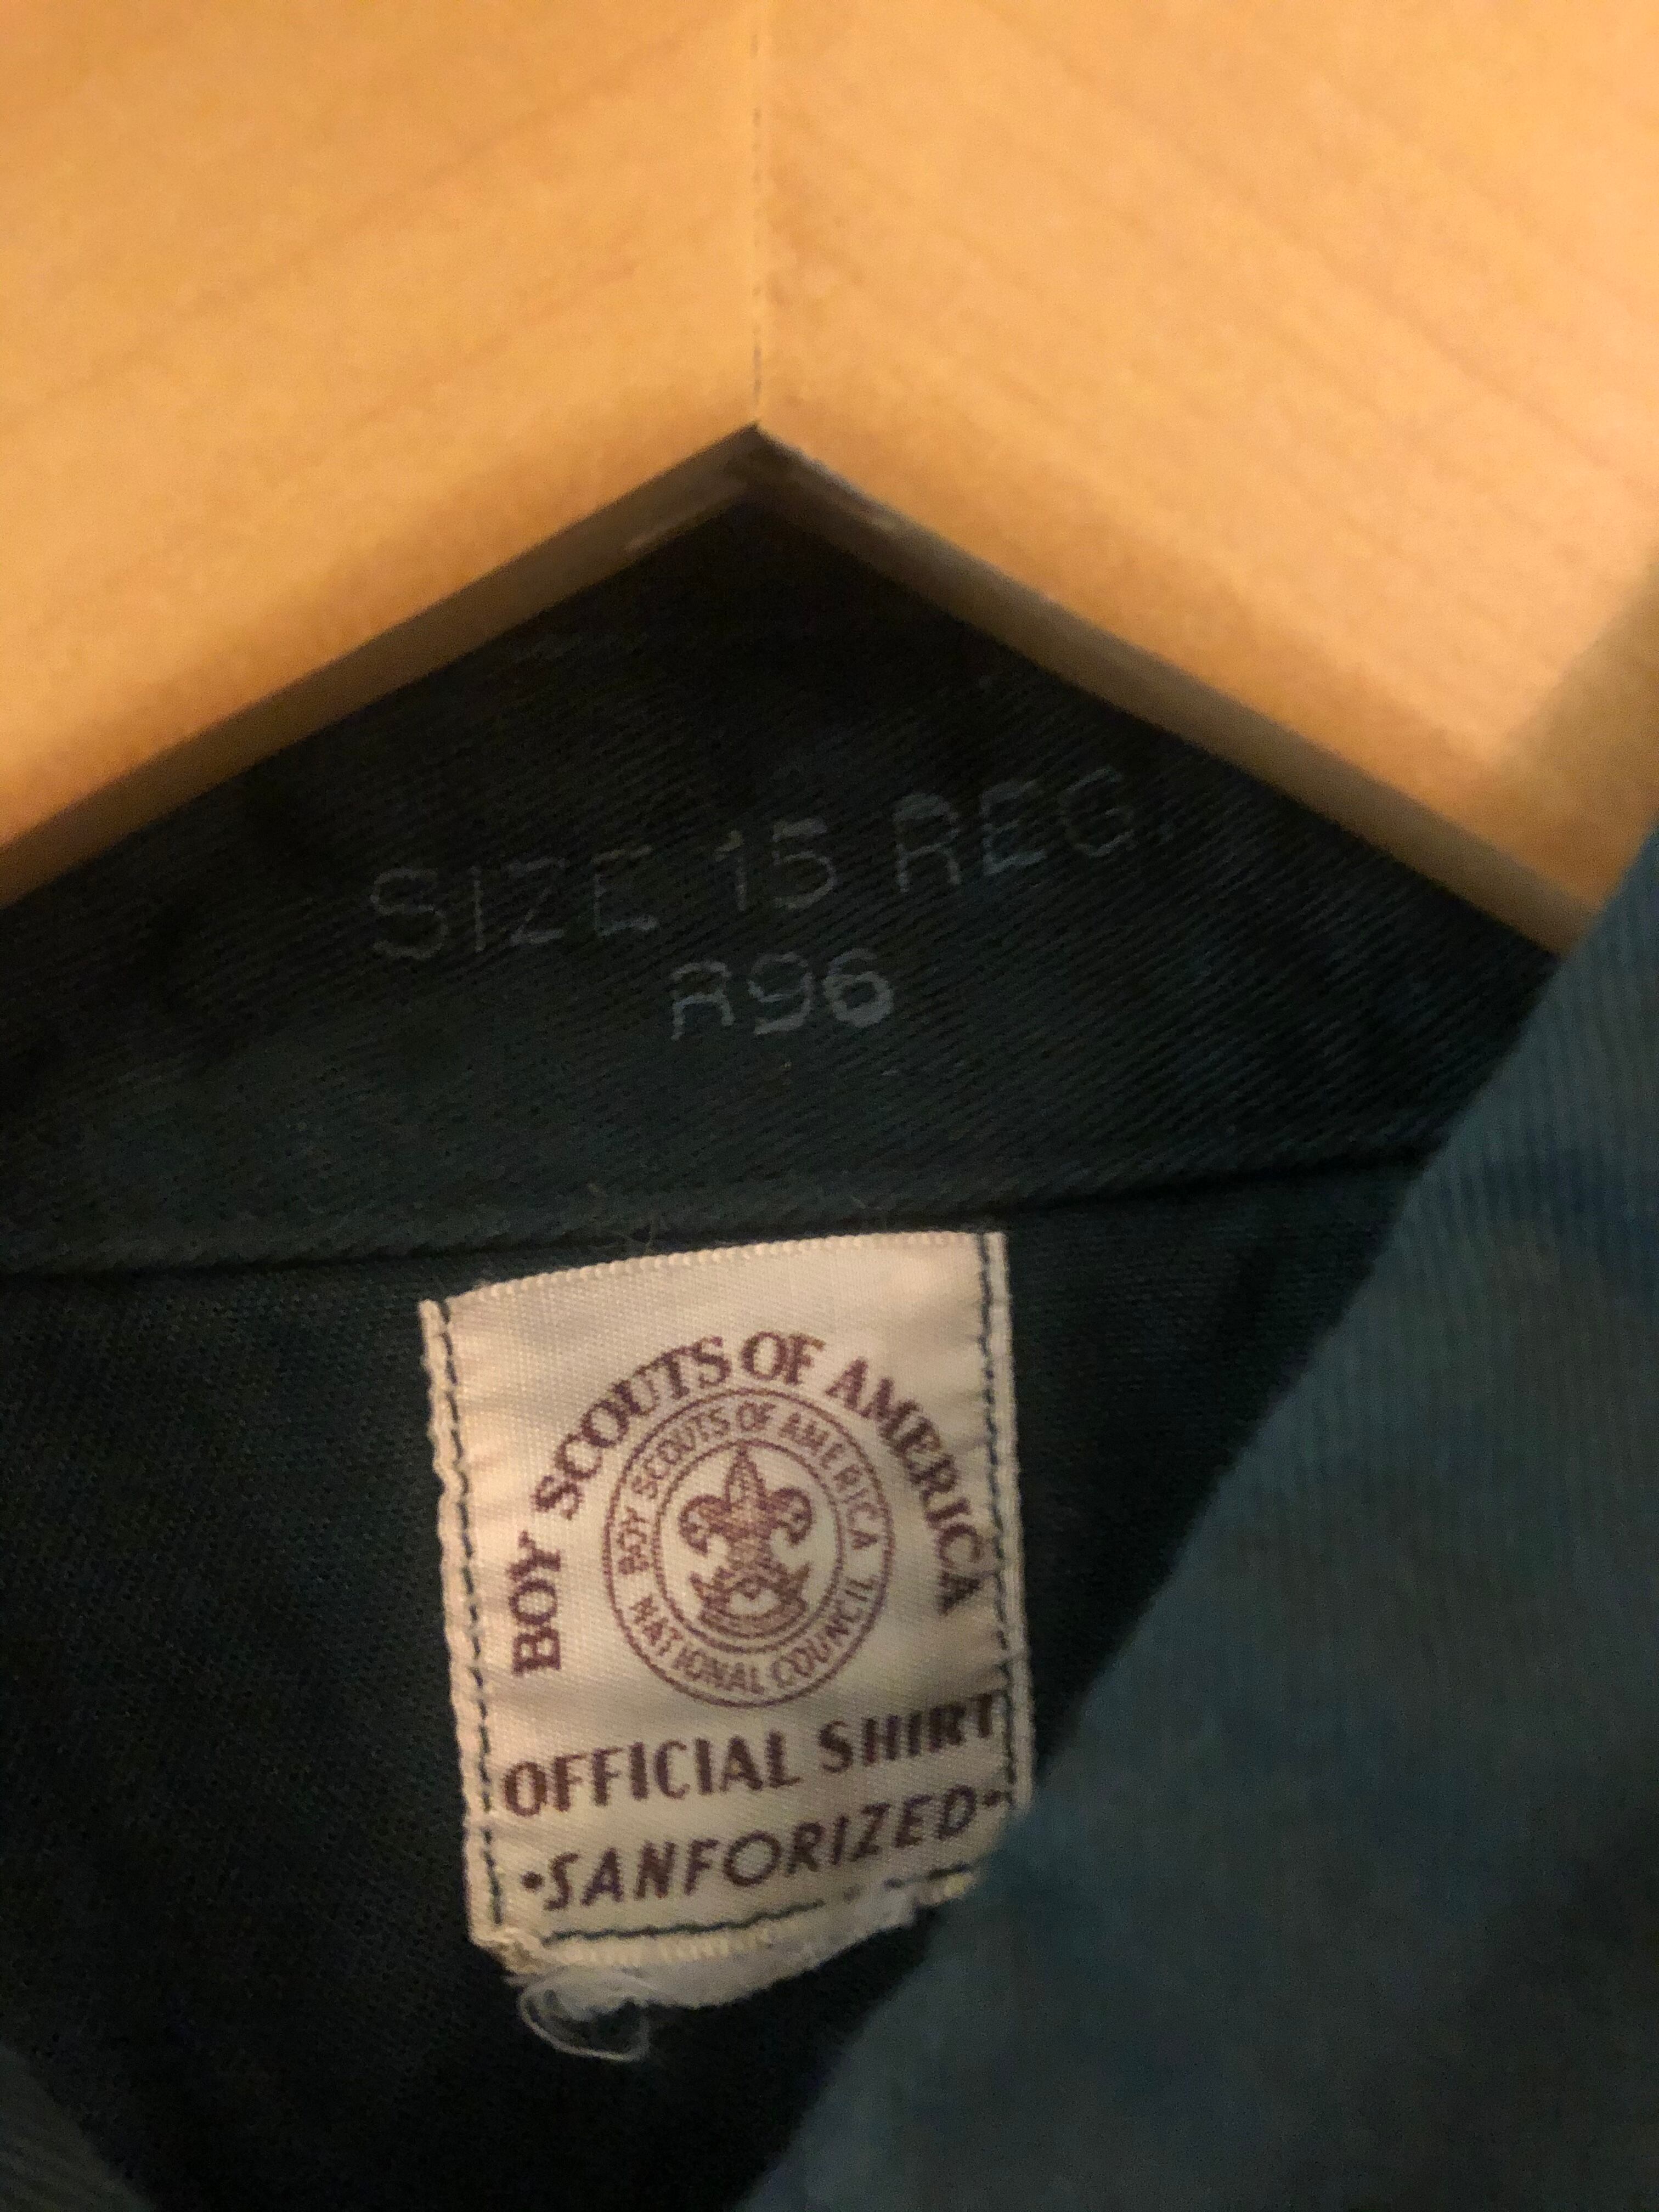 SIZE 15 REG.
R96
BOY SCOUTS OF AMERICA
BOY SCOUTS OF AMERICA
NATIONAL COUNCIL
OFFICIAL SHIRT
•SANFORIZED•